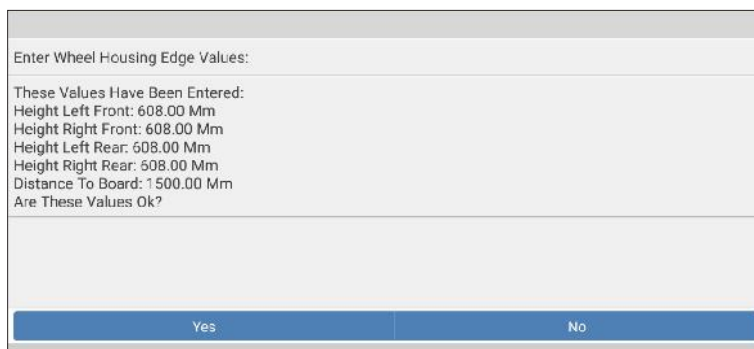 Enter Wheel Housing Edge Values:
These Values Have Been Entered:
Height Left Front: 608.00 Mm
Height Right Front: 608.00 Mm
Height Left Rear: 608.00 Mm
Height Right Rear: 608.00 Mm
Distance To Board: 1500.00 Mm
Are These Values Ok?
Yes
No